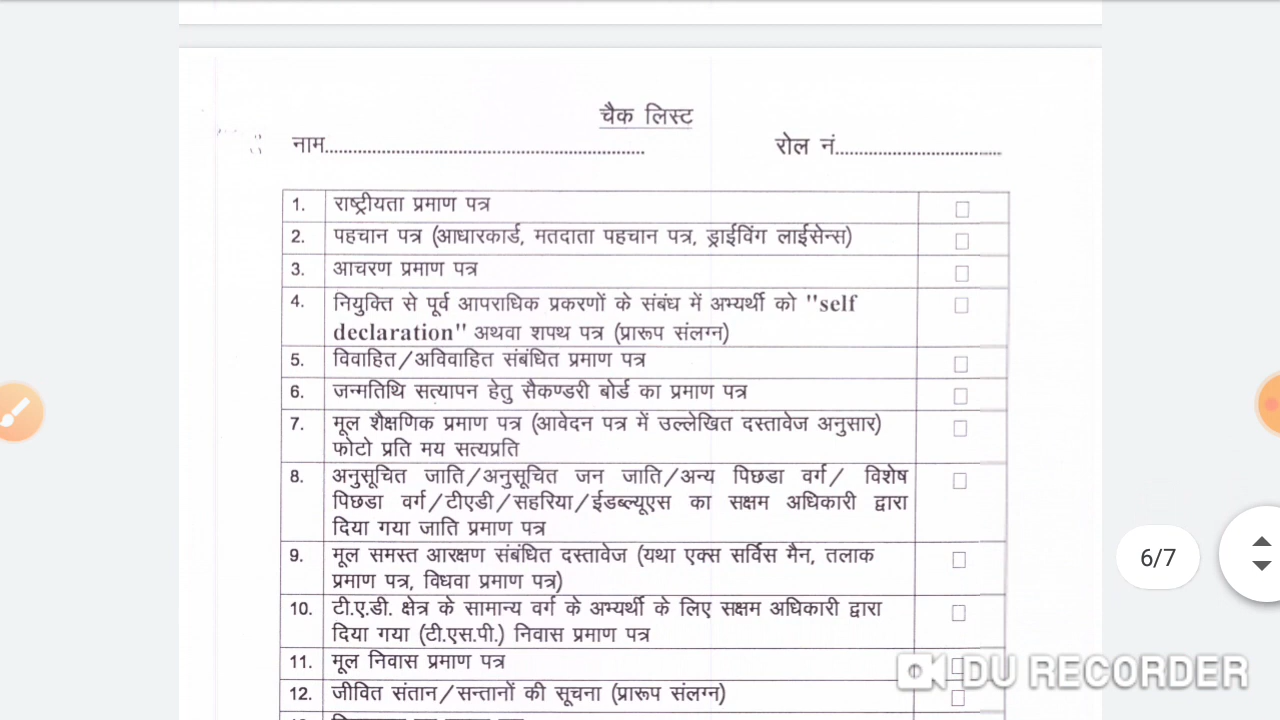 चैक लिस्ट
नाम........................................................................ रोल नं.....................................
1. राष्ट्रीयता प्रमाण पत्र
2. पहचान पत्र (आधारकार्ड, मतदाता पहचान पत्र, ड्राईविंग लाईसेन्स)
3. आचरण प्रमाण पत्र
4. नियुक्ति से पूर्व आपराधिक प्रकरणों के संबंध में अभ्यर्थी को "self
declaration" अथवा शपथ पत्र (प्रारूप संलग्न)
5. विवाहित/अविवाहित संबंधित प्रमाण पत्र
6. जन्मतिथि सत्यापन हेतु सैकण्डरी बोर्ड का प्रमाण पत्र
7. मूल शैक्षणिक प्रमाण पत्र (आवेदन पत्र में उल्लेखित दस्तावेज अनुसार)
फोटो प्रति मय सत्यप्रति
8. अनुसूचित जाति/अनुसूचित जन जाति/अन्य पिछडा वर्ग/ विशेष
पिछडा वर्ग/टीएडी/सहरिया/ईडब्ल्यूएस का सक्षम अधिकारी द्वारा
दिया गया जाति प्रमाण पत्र
9. मूल समस्त आरक्षण संबंधित दस्तावेज (यथा एक्स सर्विस मैन, तलाक
प्रमाण पत्र, विधवा प्रमाण पत्र)
10. टी.ए.डी. क्षेत्र के सामान्य वर्ग के अभ्यर्थी के लिए सक्षम अधिकारी द्वारा
दिया गया (टी.एस.पी.) निवास प्रमाण पत्र
11. मूल निवास प्रमाण पत्र
12. जीवित संतान/सन्तानों की सूचना (प्रारूप संलग्न)
6/7
DU RECORDER